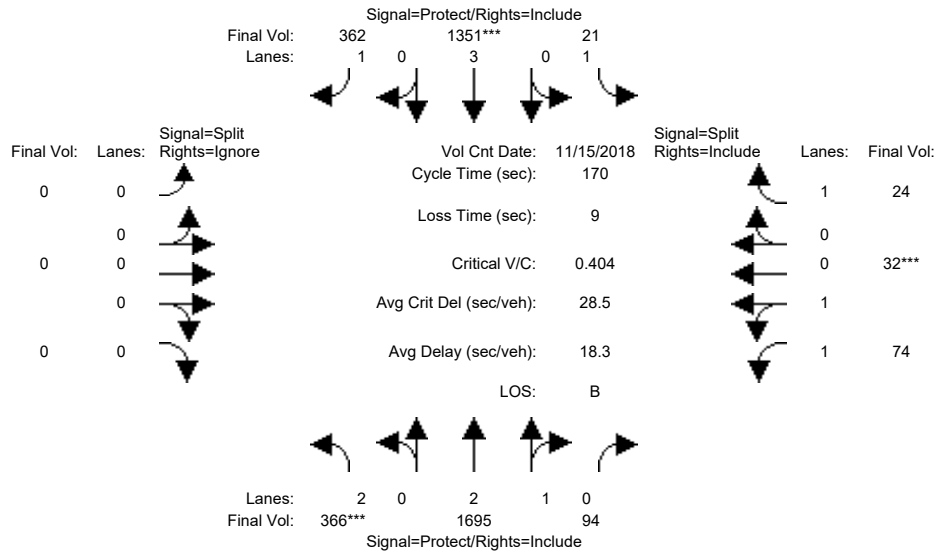 Signal=Protect/Rights=Include
Final Vol: 362 1351*** 21
Lanes: 1 0 3 0 1
Signal=Split Signal=Split
Final Vol: Lanes: Rights=Ignore Vol Cnt Date: 11/15/2018 Rights=Include Lanes: Final Vol:
Cycle Time (sec): 170
0 0 1 24
Loss Time (sec): 9
0 0
0 0 Critical V/C: 0.404 0 32***
0 Avg Crit Del (sec/veh): 28.5 1
0 0 Avg Delay (sec/veh): 18.3 1 74
LOS: B
Lanes: 2 0 2 1 0
Final Vol: 366*** 1695 94
Signal=Protect/Rights=Include